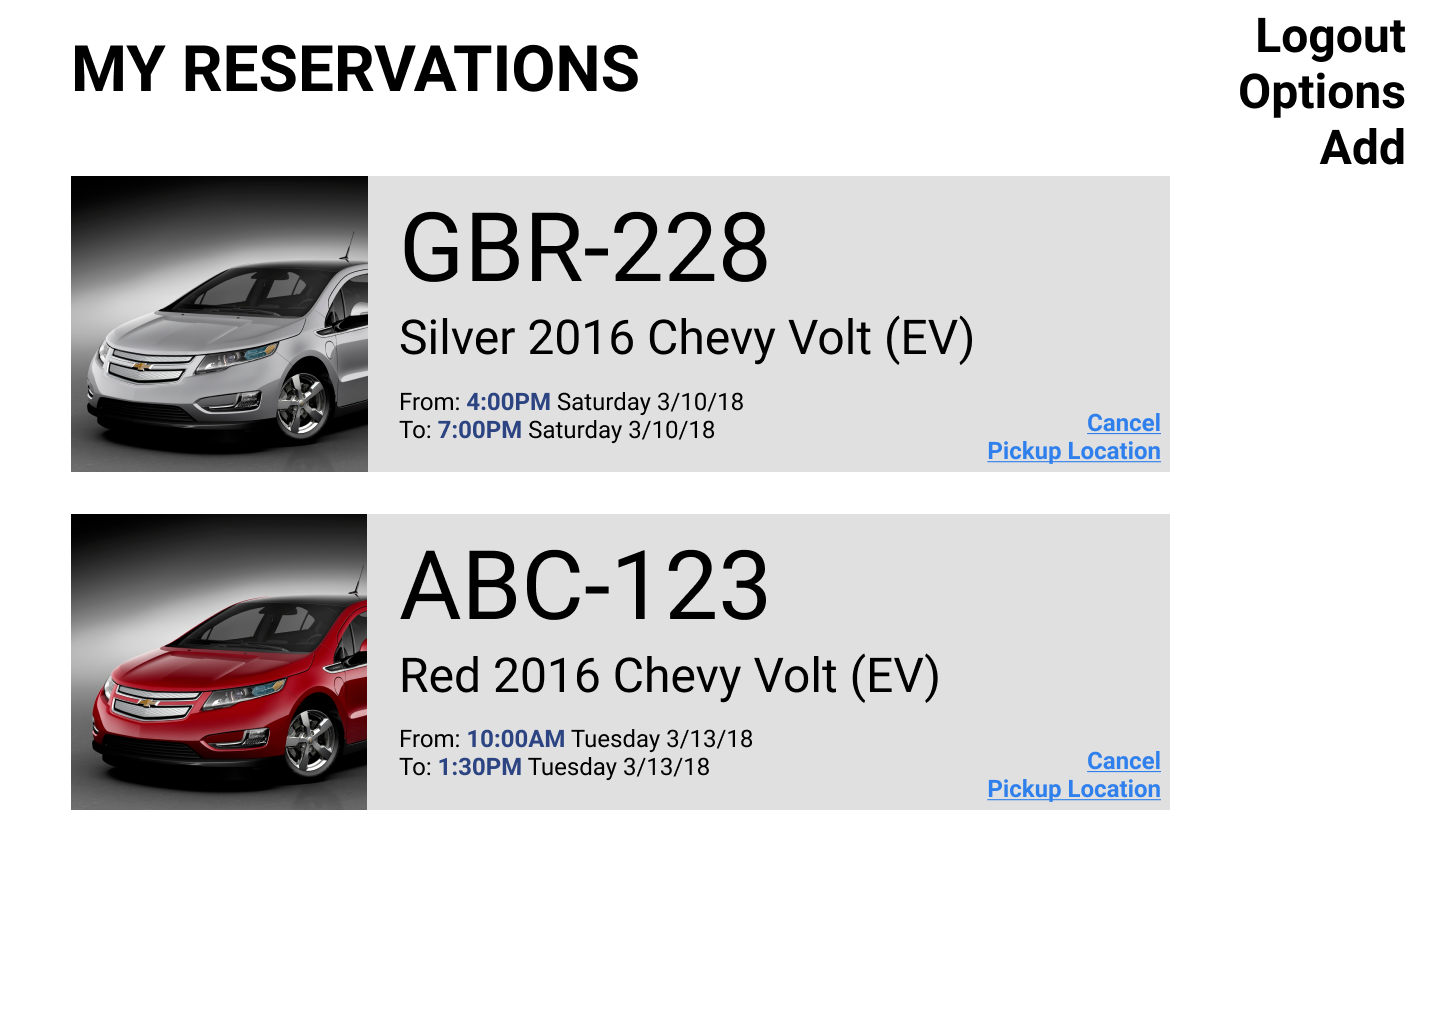 MY RESERVATIONS
Logout
Options
Add
GBR-228
Silver 2016 Chevy Volt (EV)
From: 4:00PM Saturday 3/10/18
To: 7:00PM Saturday 3/10/18
Cancel
Pickup Location
ABC-123
Red 2016 Chevy Volt (EV)
From: 10:00AM Tuesday 3/13/18
To: 1:30PM Tuesday 3/13/18
Cancel
Pickup Location